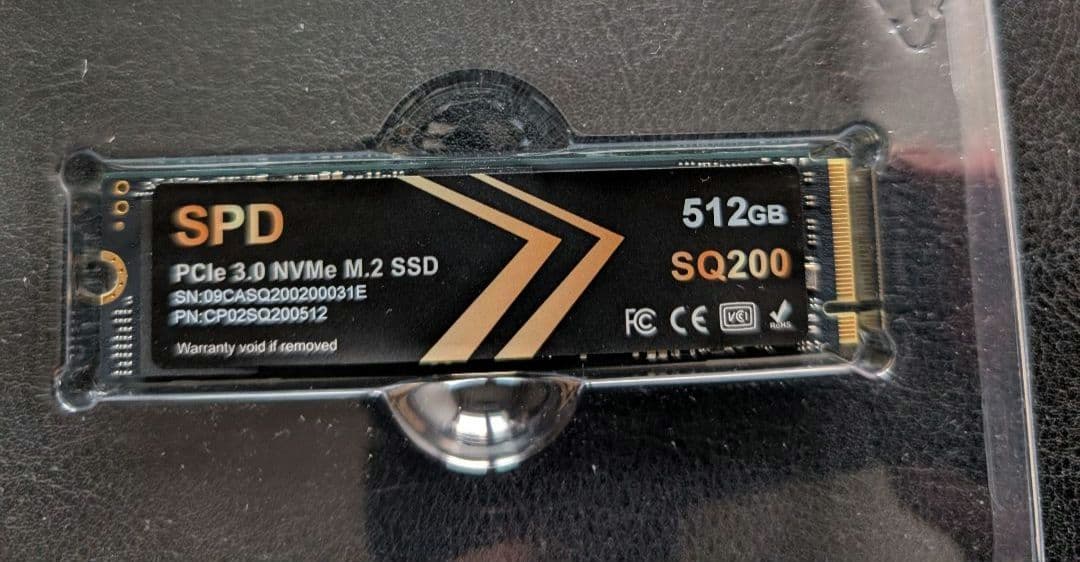 SPD
PCIe 3.0 NVMe M.2 SSD
SN:09CASQ200200031E
PN:CP02SQ200512
Warranty void if removed
512GB
SQ200
FC CE VCI RoHS